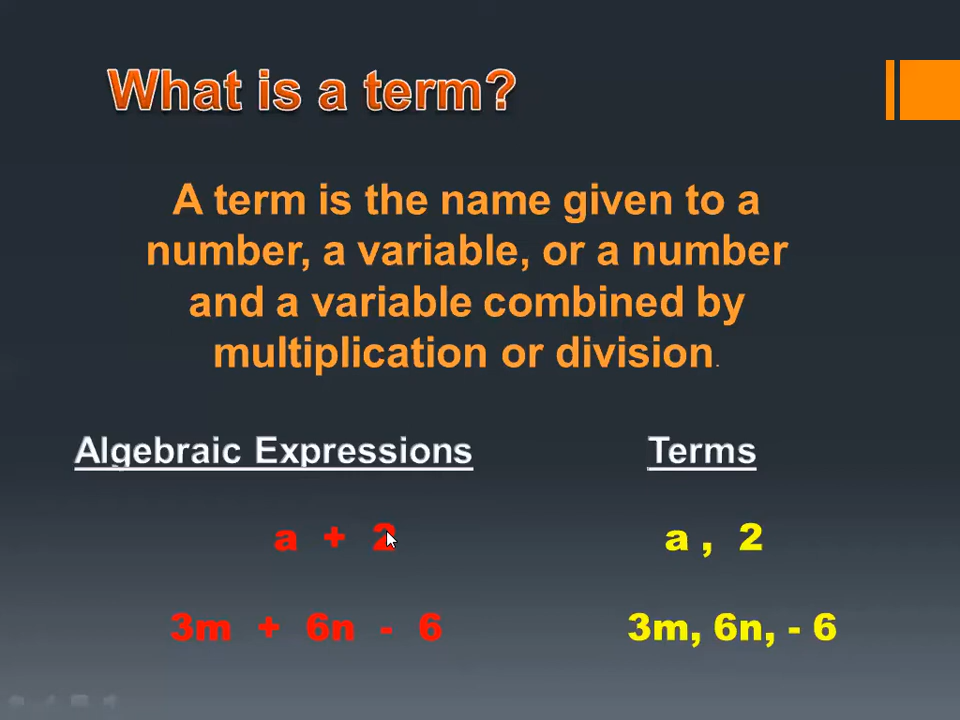 What is a term?
A term is the name given to a
number, a variable, or a number
and a variable combined by
multiplication or division.
Algebraic Expressions Terms
a + 2 a , 2
3m + 6n - 6 3m, 6n, - 6